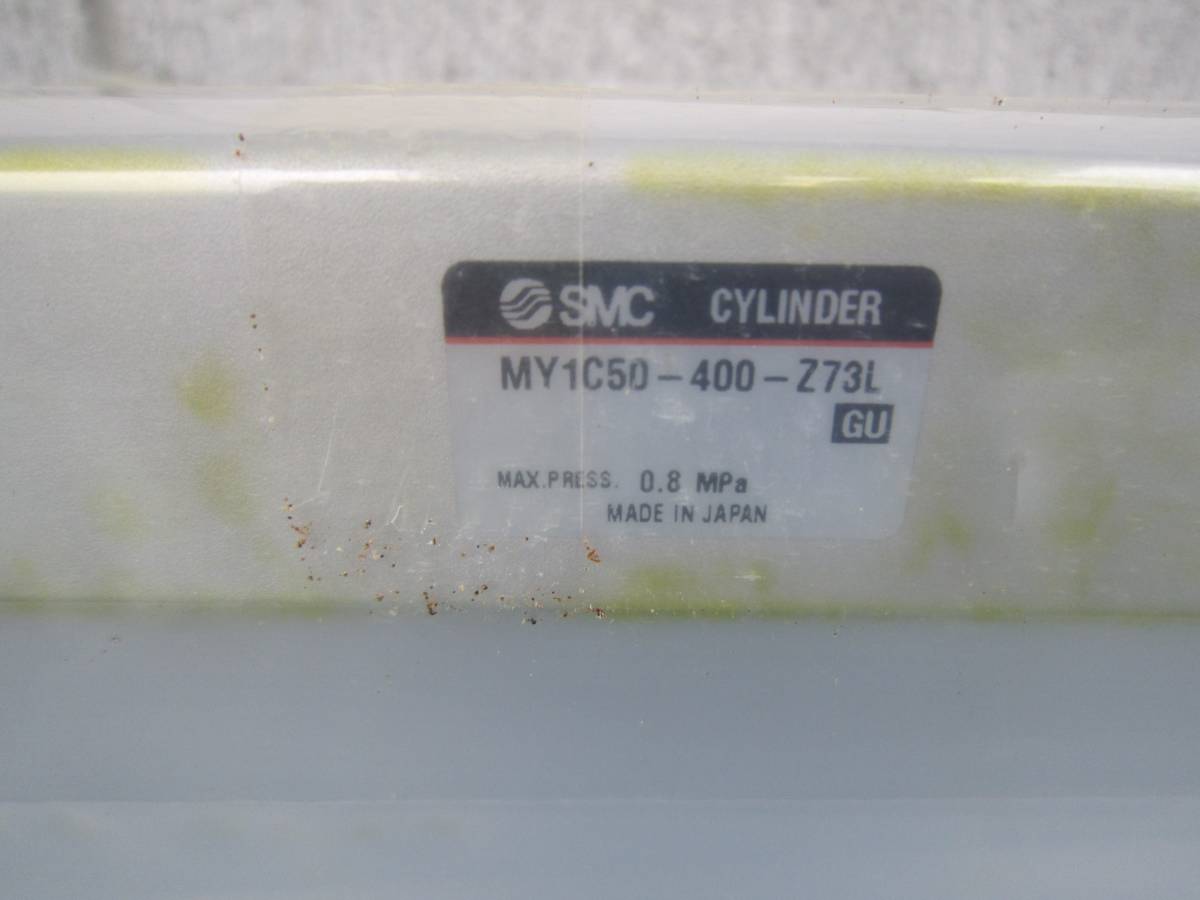 SMC CYLINDER
MY1C50-400-Z73L
GU
MAX.PRESS. 0.8 MPa
MADE IN JAPAN